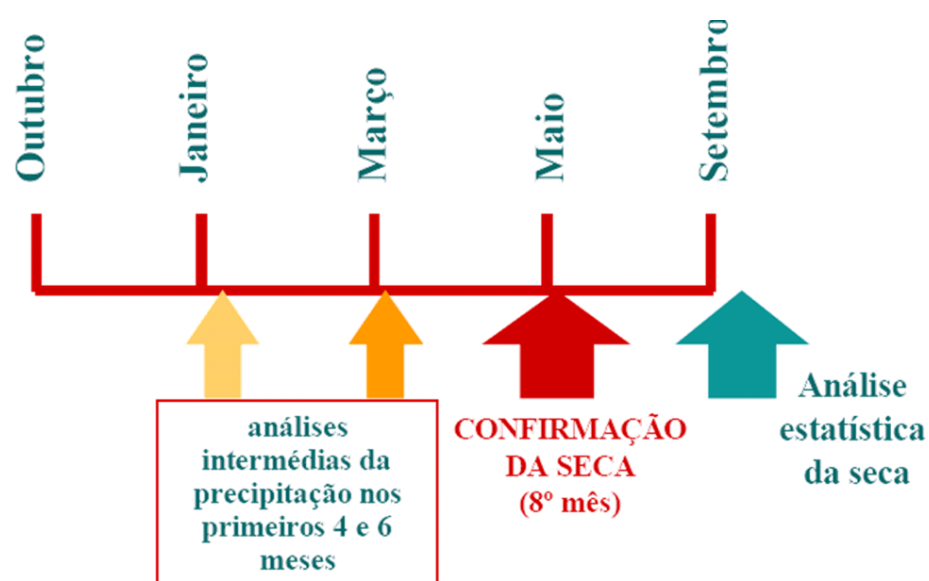 Outubro
Janeiro
Março
Maio
Setembro
análises
intermédias da
precipitação nos
primeiros 4 e 6
meses
CONFIRMAÇÃO
DA SECA
(8º mês)
Análise
estatística
da seca